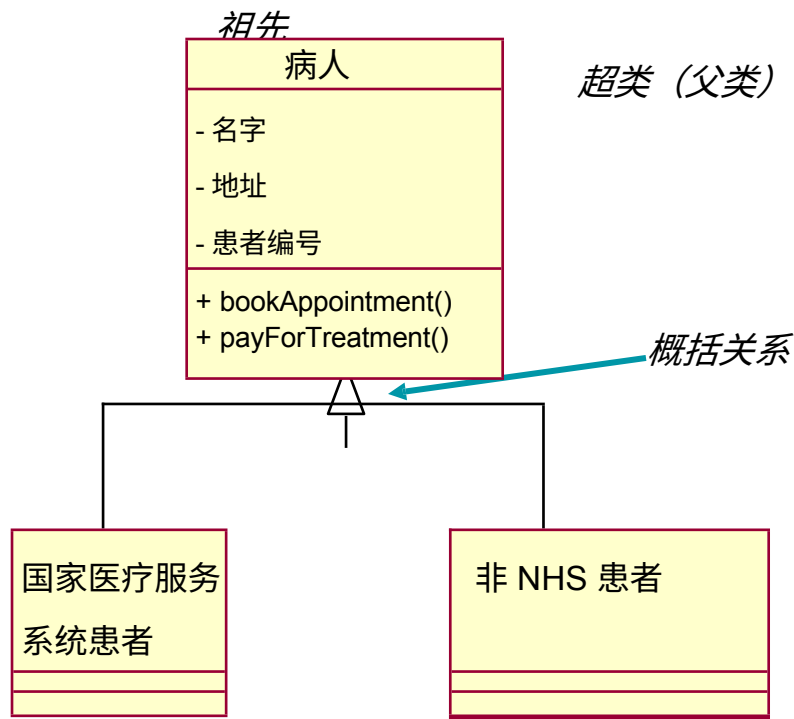 祖先
病人
超类（父类）
- 名字
- 地址
- 患者编号
+ bookAppointment()
+ payForTreatment()
概括关系
国家医疗服务
系统患者
非 NHS 患者